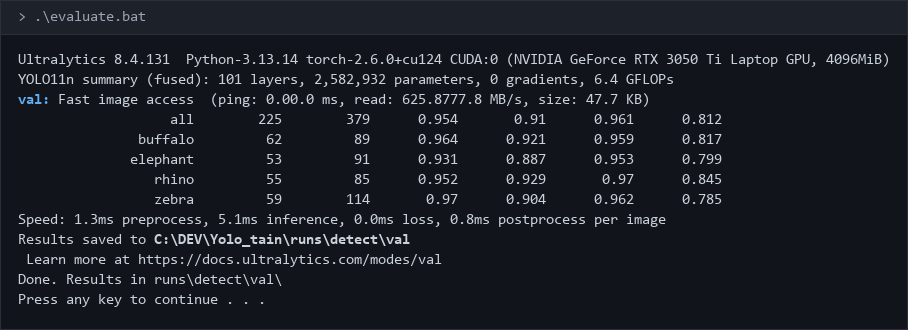 > .\evaluate.bat
Ultralytics 8.4.131  Python-3.13.14 torch-2.6.0+cu124 CUDA:0 (NVIDIA GeForce RTX 3050 Ti Laptop GPU, 4096MiB)
YOLO11n summary (fused): 101 layers, 2,582,932 parameters, 0 gradients, 6.4 GFLOPs
val: Fast image access  (ping: 0.00.0 ms, read: 625.8777.8 MB/s, size: 47.7 KB)
all 225 379 0.954 0.91 0.961 0.812
buffalo 62 89 0.964 0.921 0.959 0.817
elephant 53 91 0.931 0.887 0.953 0.799
rhino 55 85 0.952 0.929 0.97 0.845
zebra 59 114 0.97 0.904 0.962 0.785
Speed: 1.3ms preprocess, 5.1ms inference, 0.0ms loss, 0.8ms postprocess per image
Results saved to C:\DEV\Yolo_tain\runs\detect\val
Learn more at https://docs.ultralytics.com/modes/val
Done. Results in runs\detect\val\
Press any key to continue . . .